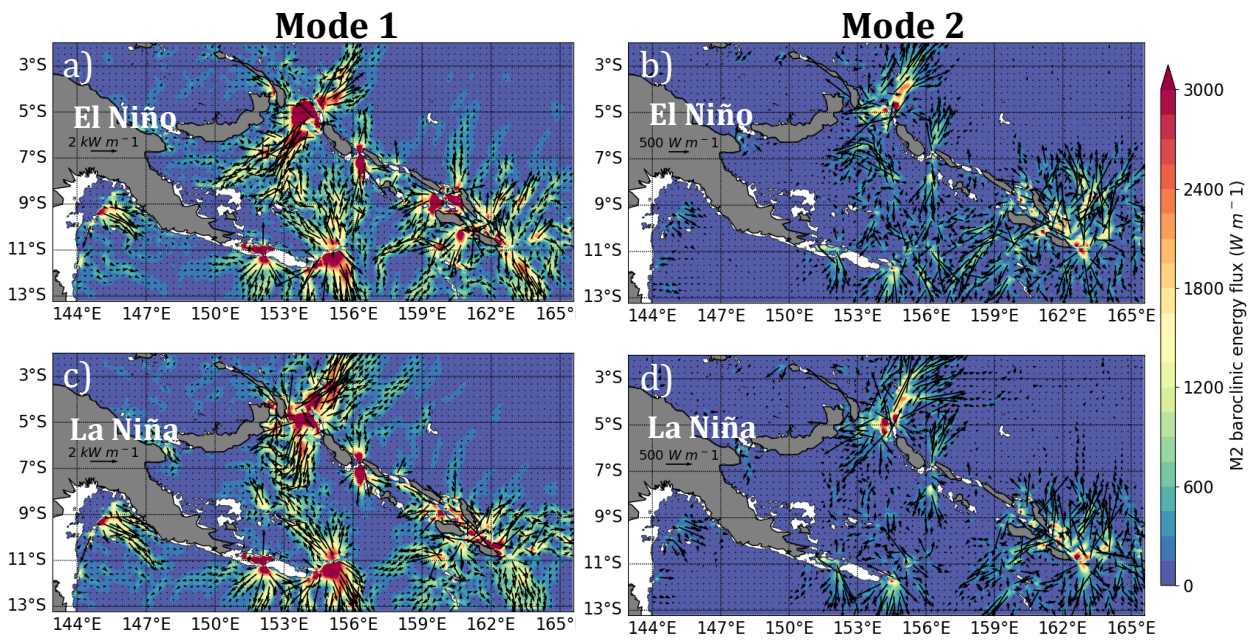 Mode 1
Mode 2
a)
3°S
5°S
7°S
9°S
11°S
13°S
El Niño
2 kW m⁻¹
144°E
147°E
150°E
153°E
156°E
159°E
162°E
165°E
b)
3°S
5°S
7°S
9°S
11°S
13°S
El Niño
500 W m⁻¹
144°E
147°E
150°E
153°E
156°E
159°E
162°E
165°E
c)
3°S
5°S
7°S
9°S
11°S
13°S
La Niña
2 kW m⁻¹
144°E
147°E
150°E
153°E
156°E
159°E
162°E
165°E
d)
3°S
5°S
7°S
9°S
11°S
13°S
La Niña
500 W m⁻¹
144°E
147°E
150°E
153°E
156°E
159°E
162°E
165°E
3000
2400
1800
1200
600
0
M2 baroclinic energy flux (W m − 1)